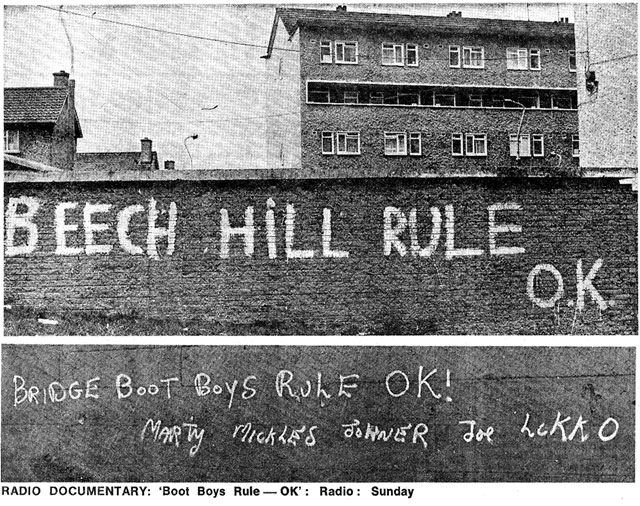 BEECH HILL RULE
O.K
BRIDGE BOOT BOYS RULE OK!
MARTY MICKLES JOHNER Joe LCKKO
RADIO DOCUMENTARY: 'Boot Boys Rule — OK': Radio: Sunday